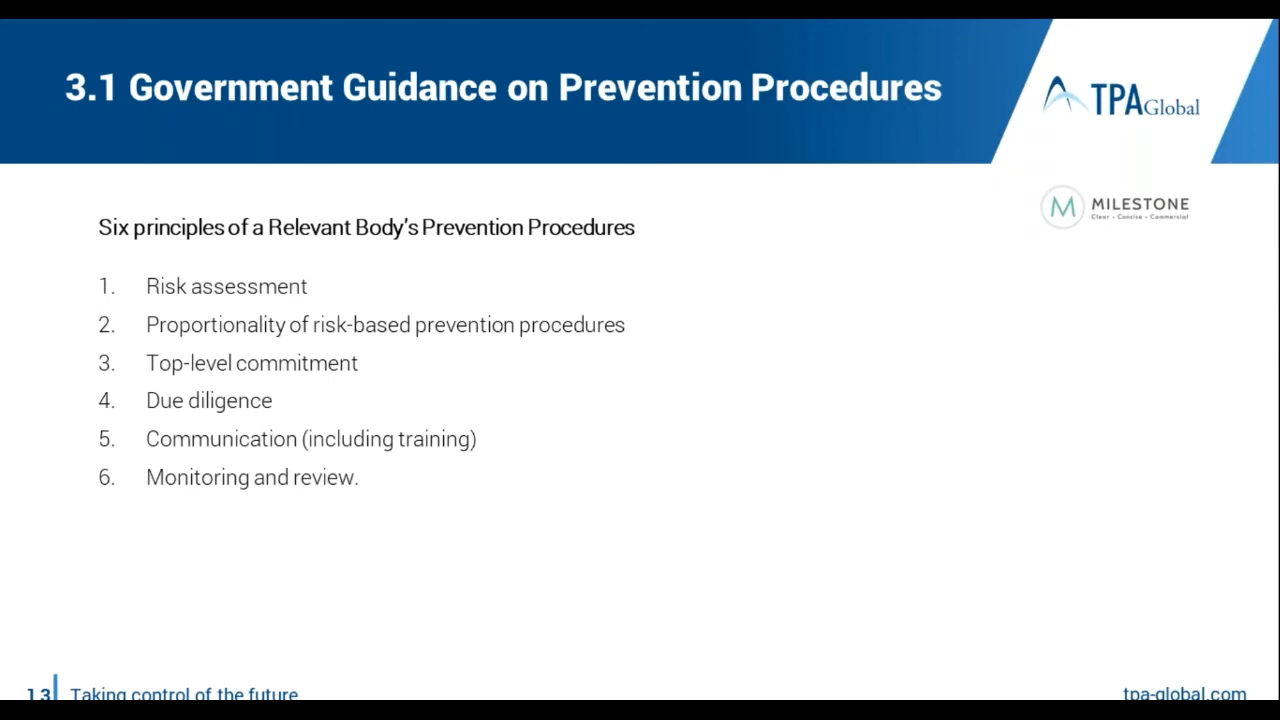 3.1 Government Guidance on Prevention Procedures
TPA Global
MILESTONE
Clear • Concise • Commercial
Six principles of a Relevant Body's Prevention Procedures
1. Risk assessment
2. Proportionality of risk-based prevention procedures
3. Top-level commitment
4. Due diligence
5. Communication (including training)
6. Monitoring and review.
1.3 Taking control of the future
tpa-global.com